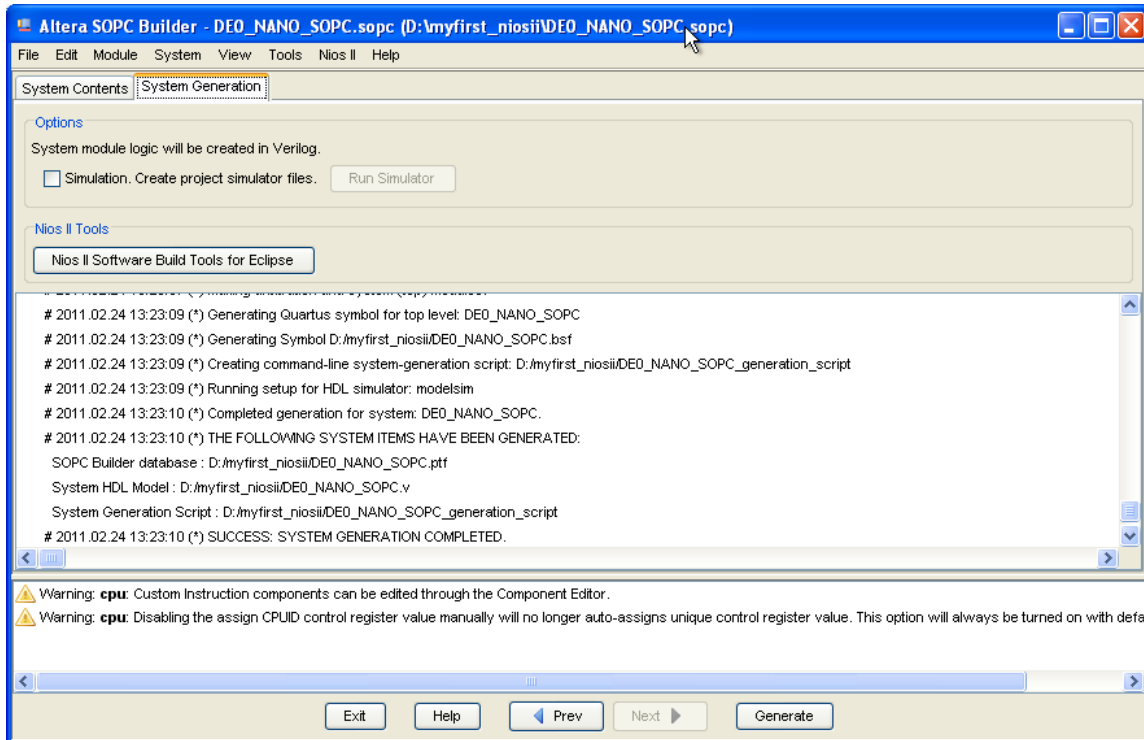 Altera SOPC Builder - DE0_NANO_SOPC.sopc (D:\myfirst_niosii\DE0_NANO_SOPC.sopc)
File Edit Module System View Tools Nios II Help
System Contents System Generation
Options
System module logic will be created in Verilog.
Simulation. Create project simulator files. Run Simulator
Nios II Tools
Nios II Software Build Tools for Eclipse
# 2011.02.24 13:23:09 (*) Generating Quartus symbol for top level: DE0_NANO_SOPC
# 2011.02.24 13:23:09 (*) Generating Symbol D:/myfirst_niosii/DE0_NANO_SOPC.bsf
# 2011.02.24 13:23:09 (*) Creating command-line system-generation script: D:/myfirst_niosii/DE0_NANO_SOPC_generation_script
# 2011.02.24 13:23:09 (*) Running setup for HDL simulator: modelsim
# 2011.02.24 13:23:10 (*) Completed generation for system: DE0_NANO_SOPC.
# 2011.02.24 13:23:10 (*) THE FOLLOWING SYSTEM ITEMS HAVE BEEN GENERATED:
SOPC Builder database : D:/myfirst_niosii/DE0_NANO_SOPC.ptf
System HDL Model : D:/myfirst_niosii/DE0_NANO_SOPC.v
System Generation Script : D:/myfirst_niosii/DE0_NANO_SOPC_generation_script
# 2011.02.24 13:23:10 (*) SUCCESS: SYSTEM GENERATION COMPLETED.
Warning: cpu: Custom Instruction components can be edited through the Component Editor.
Warning: cpu: Disabling the assign CPUID control register value manually will no longer auto-assigns unique control register value. This option will always be turned on with defa
Exit Help Prev Next Generate